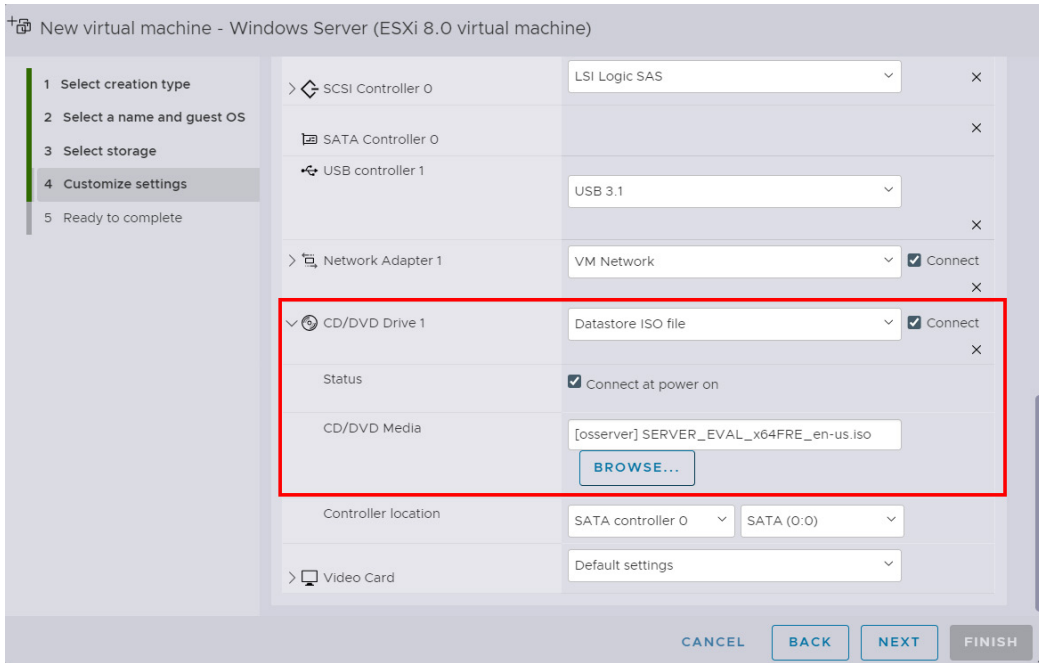 New virtual machine - Windows Server (ESXi 8.0 virtual machine)
1 Select creation type
2 Select a name and guest OS
3 Select storage
4 Customize settings
5 Ready to complete
SCSI Controller 0
LSI Logic SAS
SATA Controller 0
USB controller 1
USB 3.1
Network Adapter 1
VM Network
Connect
CD/DVD Drive 1
Datastore ISO file
Connect
Status
Connect at power on
CD/DVD Media
[osserver] SERVER_EVAL_x64FRE_en-us.iso
BROWSE...
Controller location
SATA controller 0
SATA (0:0)
Video Card
Default settings
CANCEL
BACK
NEXT
FINISH